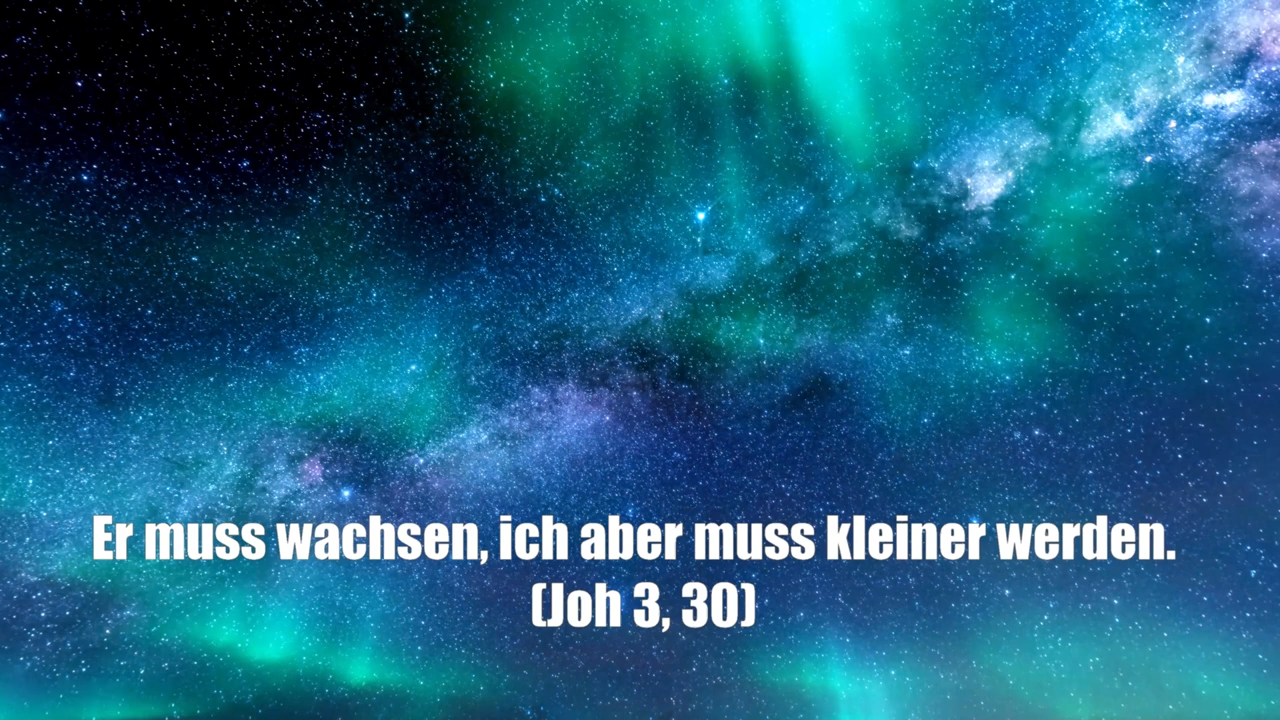 Er muss wachsen, ich aber muss kleiner werden.
(Joh 3, 30)